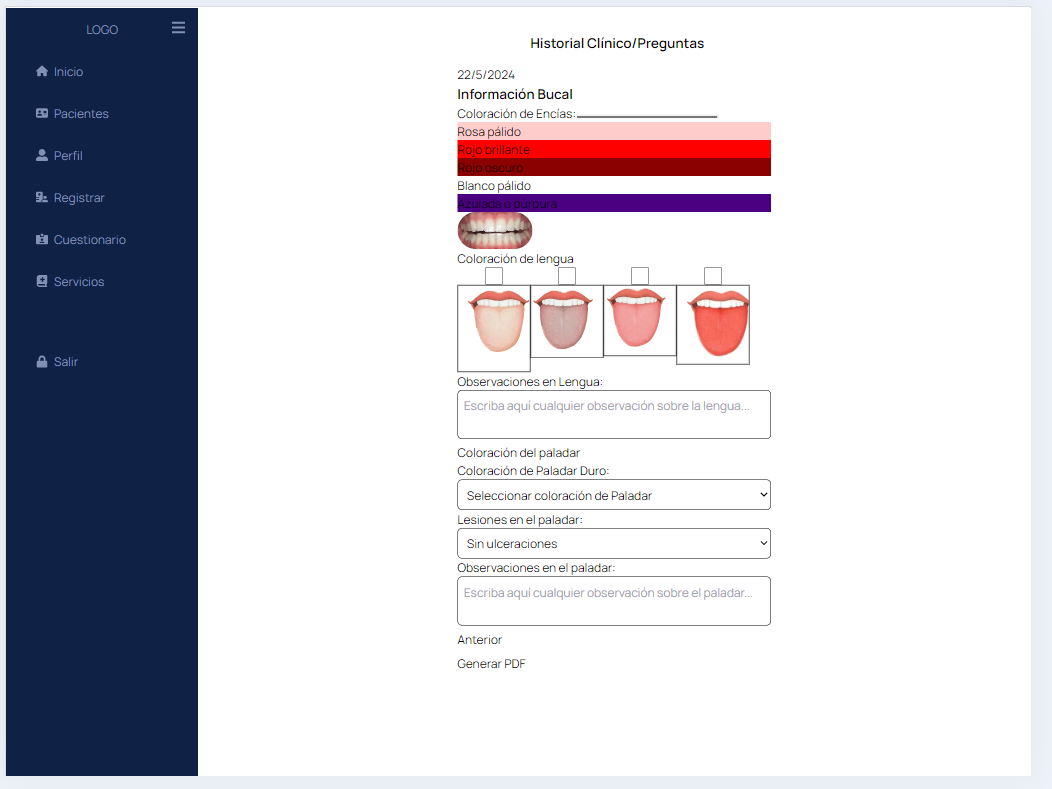 LOGO
Inicio
Pacientes
Perfil
Registrar
Cuestionario
Servicios
Salir
Historial Clínico/Preguntas
22/5/2024
Información Bucal
Coloración de Encías:
Rosa pálido
Rojo brillante
Rojo oscuro
Blanco pálido
Azulada o púrpura
Coloración de lengua
Observaciones en Lengua:
Escriba aquí cualquier observación sobre la lengua...
Coloración del paladar
Coloración de Paladar Duro:
Seleccionar coloración de Paladar
Lesiones en el paladar:
Sin ulceraciones
Observaciones en el paladar:
Escriba aquí cualquier observación sobre el paladar...
Anterior
Generar PDF